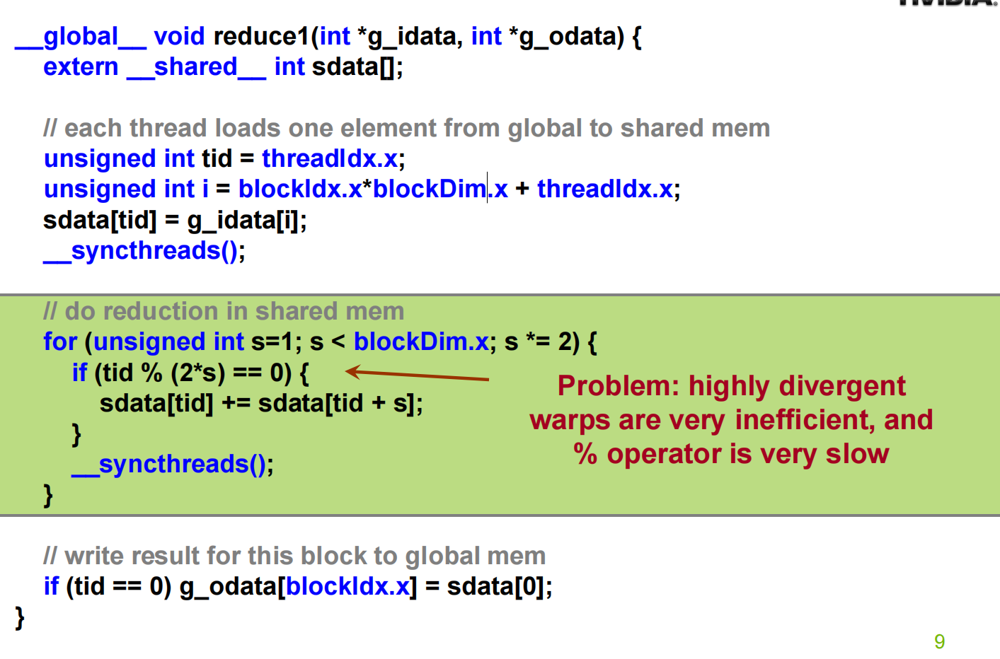 __global__ void reduce1(int *g_idata, int *g_odata) {
extern __shared__ int sdata[];
// each thread loads one element from global to shared mem
unsigned int tid = threadIdx.x;
unsigned int i = blockIdx.x*blockDim.x + threadIdx.x;
sdata[tid] = g_idata[i];
__syncthreads();
// do reduction in shared mem
for (unsigned int s=1; s < blockDim.x; s *= 2) {
if (tid % (2*s) == 0) {
sdata[tid] += sdata[tid + s];
}
__syncthreads();
}
Problem: highly divergent
warps are very inefficient, and
% operator is very slow
// write result for this block to global mem
if (tid == 0) g_odata[blockIdx.x] = sdata[0];
}
9